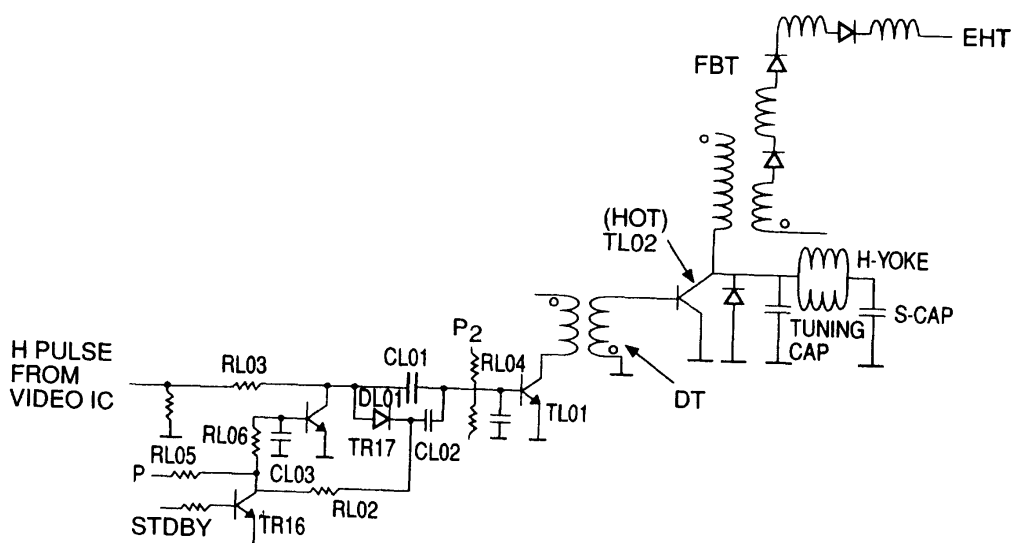 EHT
FBT
(HOT)
TL02
H-YOKE
S-CAP
TUNING
CAP
P2
RL04
DT
TL01
H PULSE
FROM
VIDEO IC
RL03
CL01
DL01
TR17
CL02
RL06
CL03
RL05
P
RL02
STDBY
TR16